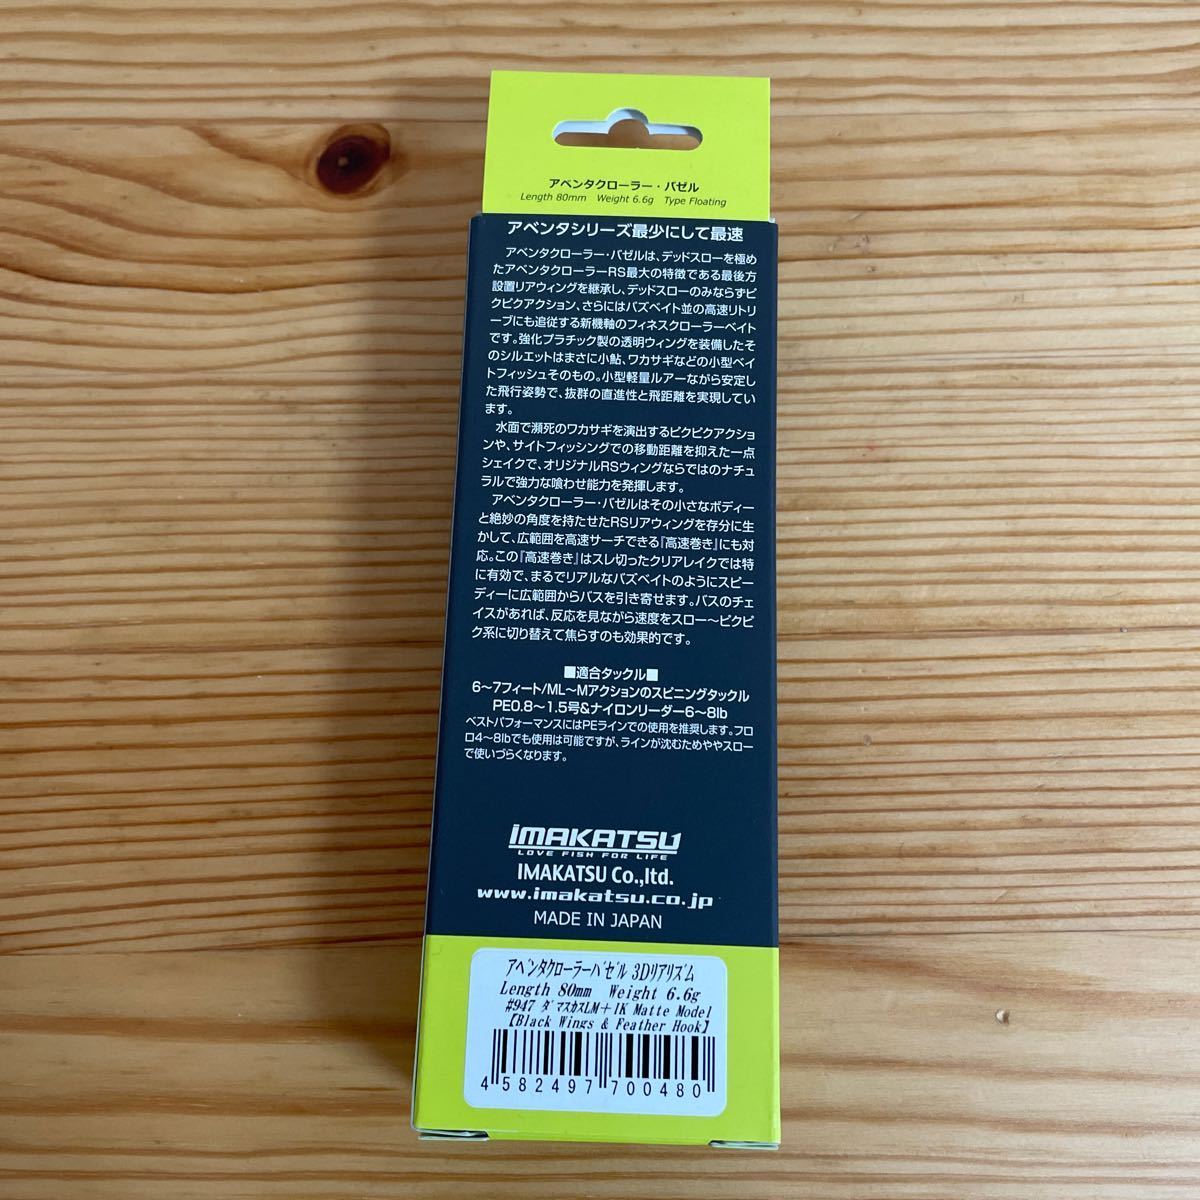 アベンタクローラー・バゼル
Length 80mm Weight 6.6g Type Floating
アベンタシリーズ最少にして最速
アベンタクローラー・バゼルは、デッドスローを極め
たアベンタクローラーRS最大の特徴である最後方
設置リアウィングを継承し、デッドスローのみならずピ
クピクアクション、さらにはバズベイト並の高速リトリ
ーブにも追従する新機軸のフィネスクローラーベイト
です。強化プラチック製の透明ウィングを装備したそ
のシルエットはまさに小鮎、ワカサギなどの小型ベイ
トフィッシュそのもの。小型軽量ルアーながら安定し
た飛行姿勢で、抜群の直進性と飛距離を実現してい
ます。
水面で瀕死のワカサギを演出するピクピクアクショ
ンや、サイトフィッシングでの移動距離を抑えた一点
シェイクで、オリジナルRSウィングならではのナチュ
ラルで強力な喰わせ能力を発揮します。
アベンタクローラー・バゼルはその小さなボディー
と絶妙の角度を持たせたRSリアウィングを存分に生
かして、広範囲を高速サーチできる『高速巻き』にも対
応。この『高速巻き』はスレ切ったクリアレイクでは特
に有効で、まるでリアルなバズベイトのようにスピー
ディーに広範囲からバスを引き寄せます。バスのチェ
イスがあれば、反応を見ながら速度をスロー〜ピクピ
ク系に切り替えて焦らすのも効果的です。
■適合タックル■
6〜7フィート/ML〜Mアクションのスピニングタックル
PE0.8〜1.5号&ナイロンリーダー6〜8lb
ベストパフォーマンスにはPEラインでの使用を推奨します。フロ
ロ4〜8lbでも使用は可能ですが、ラインが沈むためややスロー
で使いづらくなります。
IMAKATSU
LOVE FISH FOR LIFE
IMAKATSU Co.,ltd.
www.imakatsu.co.jp
MADE IN JAPAN
ｱﾍﾞﾝﾀｸﾛｰﾗｰﾊﾞｾﾞﾙ 3Dﾘｱﾘｽﾞﾑ
Length 80mm Weight 6.6g
#947 ﾀﾞﾏｽｶｽLM＋IK Matte Model
【Black Wings & Feather Hook】
4 582497 700480